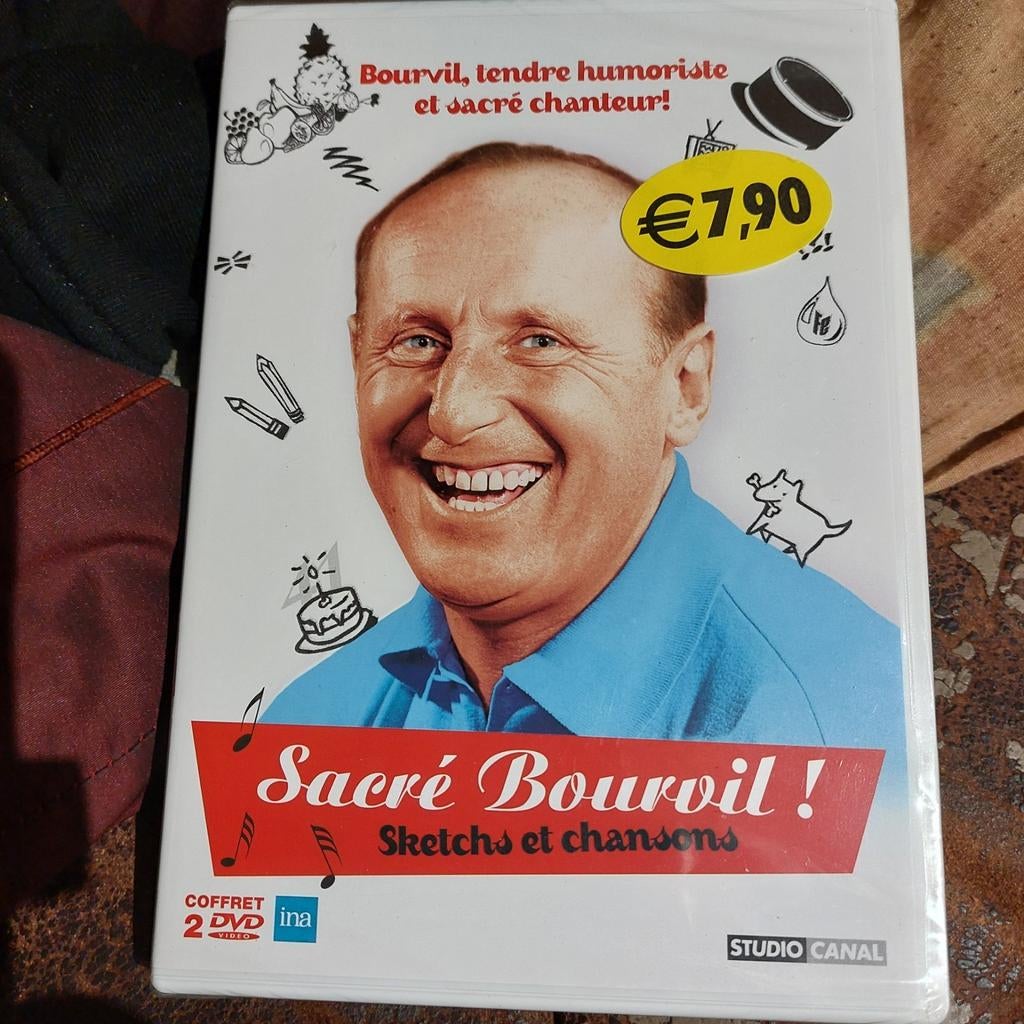 Bourvil, tendre humoriste
et sacré chanteur!
€7,90
Fe
Sacré Bourvil !
Sketchs et chansons
COFFRET
2 DVD
VIDEO
ina
STUDIO CANAL